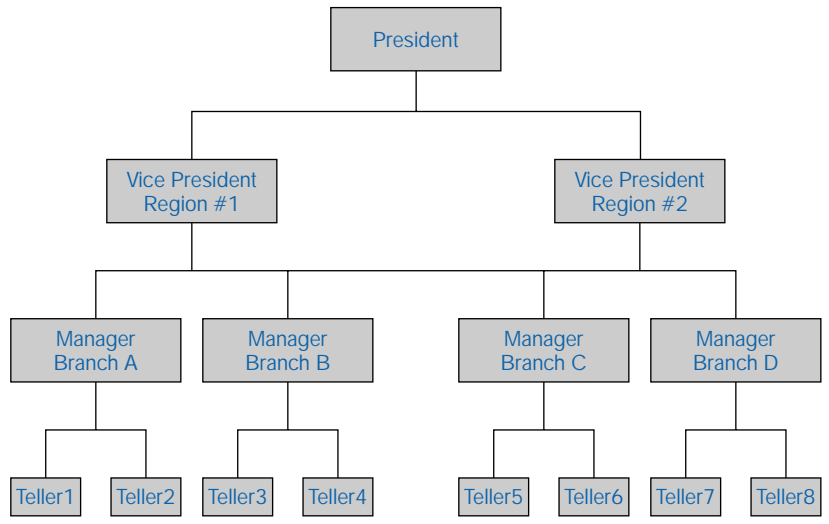 President
Vice President
Region #1
Vice President
Region #2
Manager
Branch A
Manager
Branch B
Manager
Branch C
Manager
Branch D
Teller1
Teller2
Teller3
Teller4
Teller5
Teller6
Teller7
Teller8